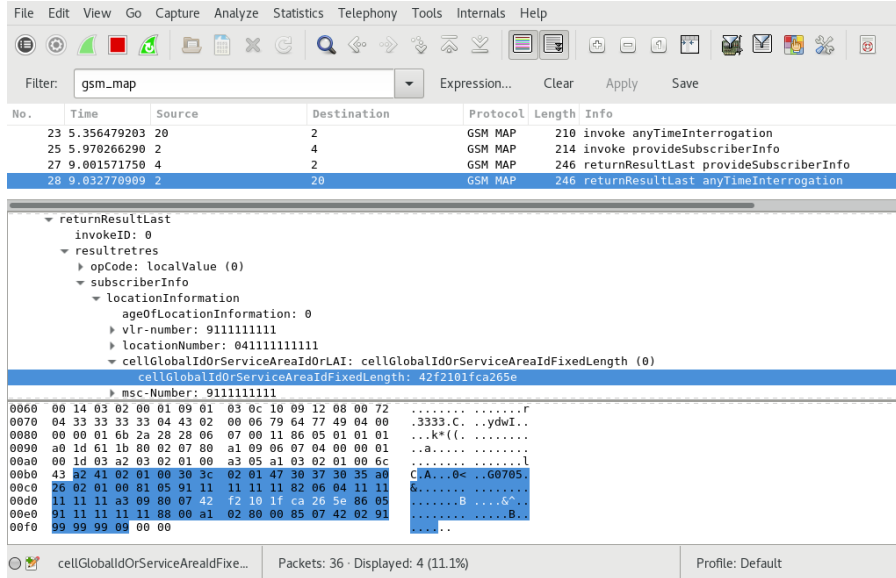 File Edit View Go Capture Analyze Statistics Telephony Tools Internals Help
Filter: gsm_map Expression... Clear Apply Save
No. Time Source Destination Protocol Length Info
23 5.356479203 20 2 GSM MAP 210 invoke anyTimeInterrogation
25 5.970266290 2 4 GSM MAP 214 invoke provideSubscriberInfo
27 9.001571750 4 2 GSM MAP 246 returnResultLast provideSubscriberInfo
28 9.032770909 2 20 GSM MAP 246 returnResultLast anyTimeInterrogation
returnResultLast
invokeID: 0
resultretres
opCode: localValue (0)
subscriberInfo
locationInformation
ageOfLocationInformation: 0
vlr-number: 9111111111
locationNumber: 041111111111
cellGlobalIdOrServiceAreaIdOrLAI: cellGlobalIdOrServiceAreaIdFixedLength (0)
cellGlobalIdOrServiceAreaIdFixedLength: 42f2101fca265e
msc-Number: 9111111111
0060 00 14 03 02 00 01 09 01 03 0c 10 09 12 08 00 72 ........ .......r
0070 04 33 33 33 33 04 43 02 00 06 79 64 77 49 04 00 .3333.C. ..ydwI..
0080 00 00 01 6b 2a 28 28 06 07 00 11 86 05 01 01 01 ...k*((. ........
0090 a0 1d 61 1b 80 02 07 80 a1 09 06 07 04 00 00 01 ..a..... ........
00a0 00 1d 03 a2 03 02 01 00 a3 05 a1 03 02 01 00 6c ........ .......l
00b0 43 a2 41 02 01 00 30 3c 02 01 47 30 37 30 35 a0 C.A...0< ..G0705.
00c0 26 02 01 00 81 05 91 11 11 11 11 82 06 04 11 11 &....... ........
00d0 11 11 11 a3 09 80 07 42 f2 10 1f ca 26 5e 86 05 .......B ....&^..
00e0 91 11 11 11 11 88 00 a1 02 80 00 85 07 42 02 91 ........ .....B..
00f0 99 99 99 09 00 00 ......
cellGlobalIdOrServiceAreaIdFixe... Packets: 36 · Displayed: 4 (11.1%) Profile: Default